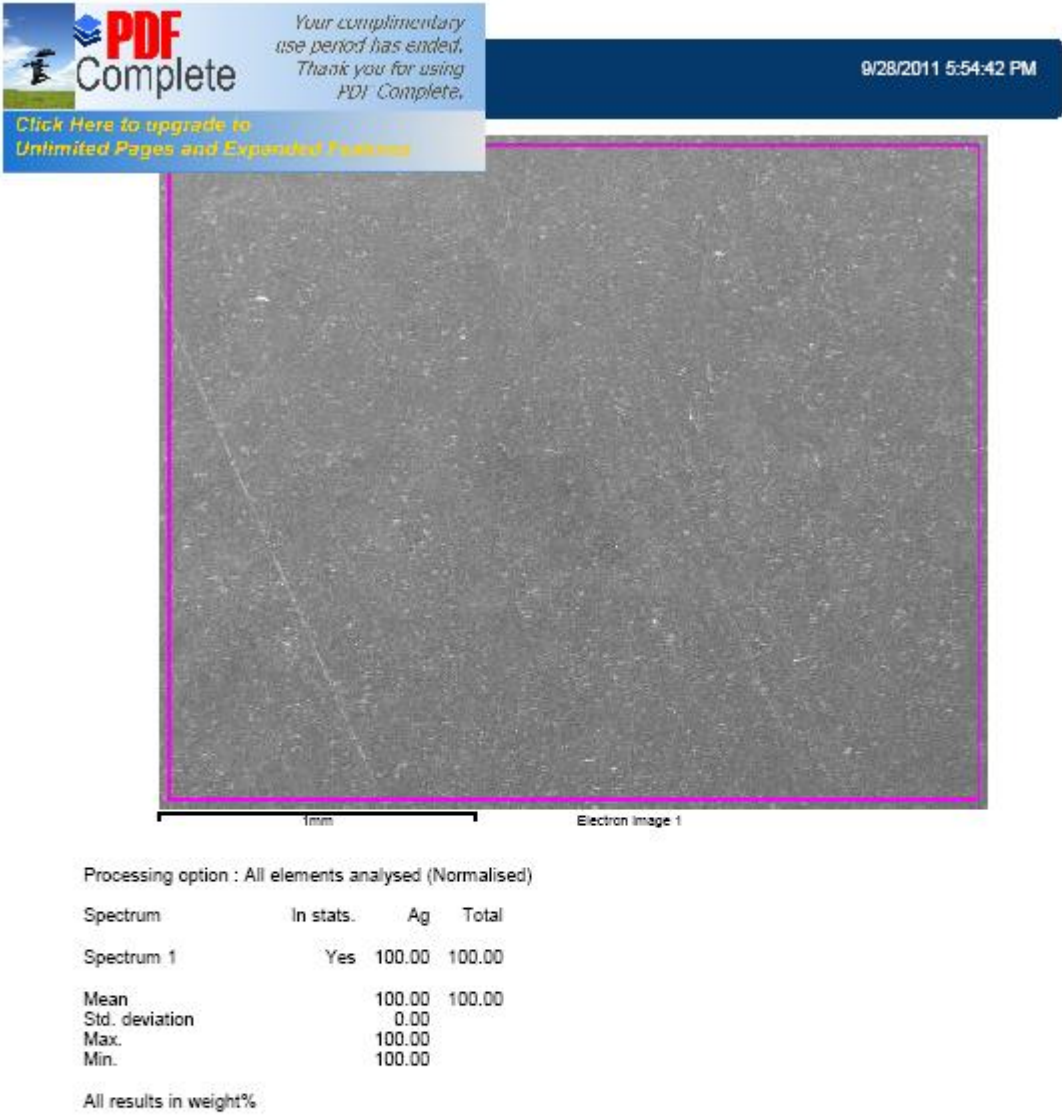 PDF
Complete
Your complimentary
use period has ended.
Thank you for using
PDF Complete.
Click Here to upgrade to
Unlimited Pages and Expanded Features
9/28/2011 5:54:42 PM
1mm
Electron Image 1
Processing option : All elements analysed (Normalised)
Spectrum In stats. Ag Total
Spectrum 1 Yes 100.00 100.00
Mean 100.00 100.00
Std. deviation 0.00
Max. 100.00
Min. 100.00
All results in weight%